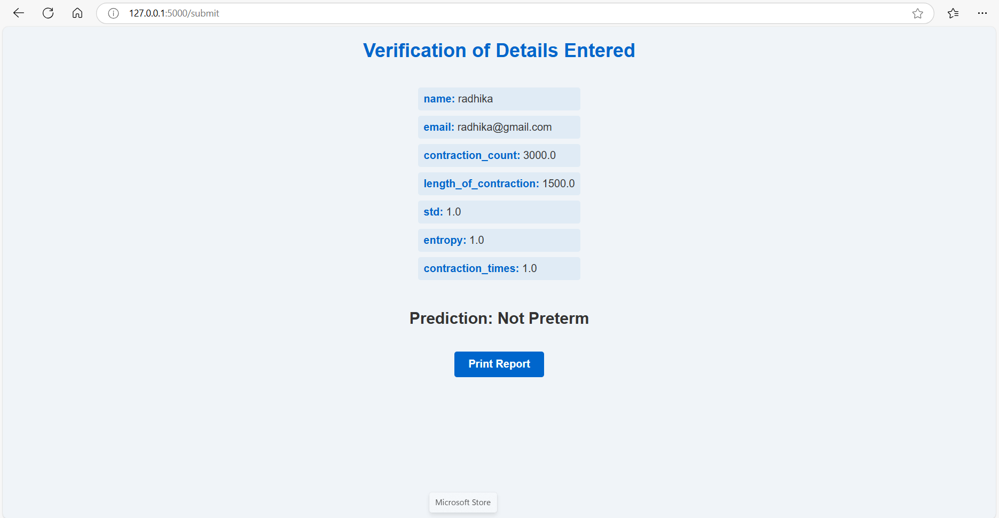 127.0.0.1:5000/submit
Verification of Details Entered
name: radhika
email: radhika@gmail.com
contraction_count: 3000.0
length_of_contraction: 1500.0
std: 1.0
entropy: 1.0
contraction_times: 1.0
Prediction: Not Preterm
Print Report
Microsoft Store